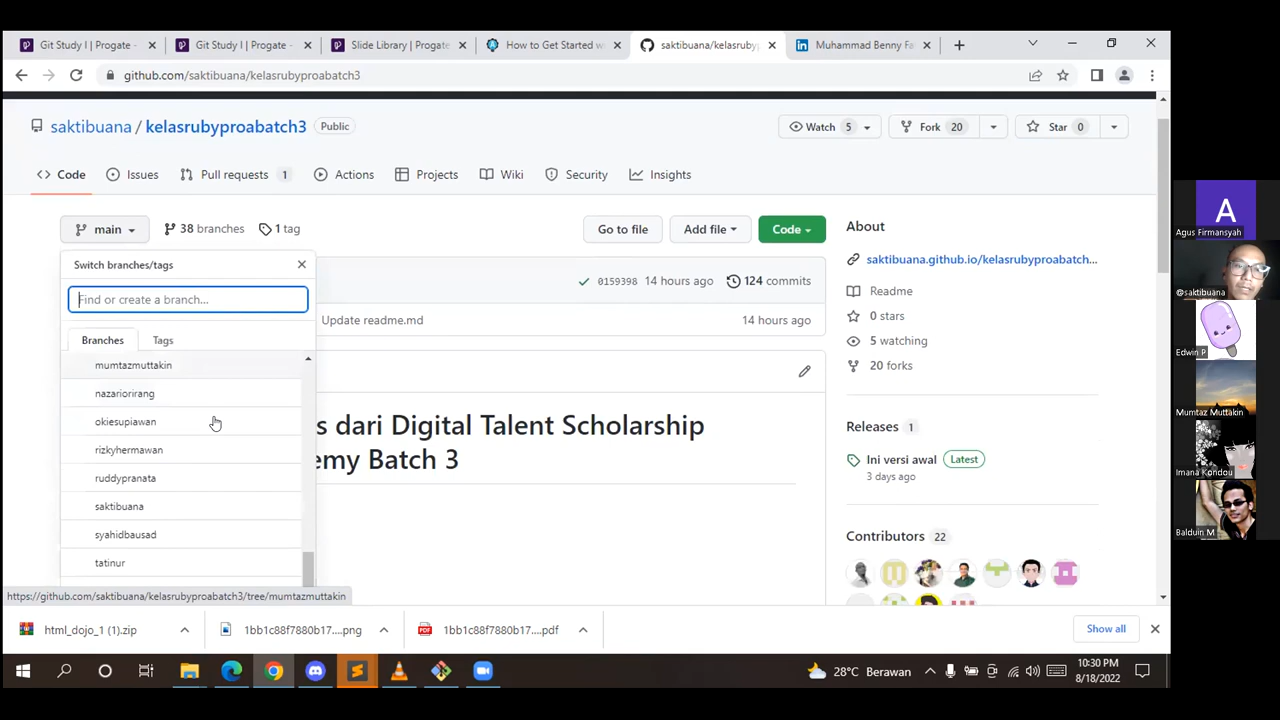 Git Study I | Progate -
Git Study I | Progate -
Slide Library | Progate
How to Get Started w
saktibuana/kelasruby
Muhammad Benny Fa
github.com/saktibuana/kelasrubyproabatch3
saktibuana / kelasrubyproabatch3 Public
Watch 5
Fork 20
Star 0
Code
Issues
Pull requests 1
Actions
Projects
Wiki
Security
Insights
main
38 branches
1 tag
Go to file
Add file
Code
About
Switch branches/tags
saktibuana.github.io/kelasrubyproabatch...
Find or create a branch...
0159398 14 hours ago
124 commits
Readme
0 stars
Update readme.md
14 hours ago
Branches
Tags
5 watching
20 forks
mumtazmuttakin
nazariorirang
okiesupiawan
rizkyhermawan
ruddypranata
saktibuana
syahidbausad
tatinur
s dari Digital Talent Scholarship
emy Batch 3
Releases 1
Ini versi awal Latest
3 days ago
Contributors 22
https://github.com/saktibuana/kelasrubyproabatch3/tree/mumtazmuttakin
html_dojo_1 (1).zip
1bb1c88f7880b17....png
1bb1c88f7880b17....pdf
Show all
28°C Berawan
10:30 PM
8/18/2022
A
Agus Firmansyah
@saktibuana
Edwin P
Mumtaz Muttakin
Imana Kondou
Balduin M